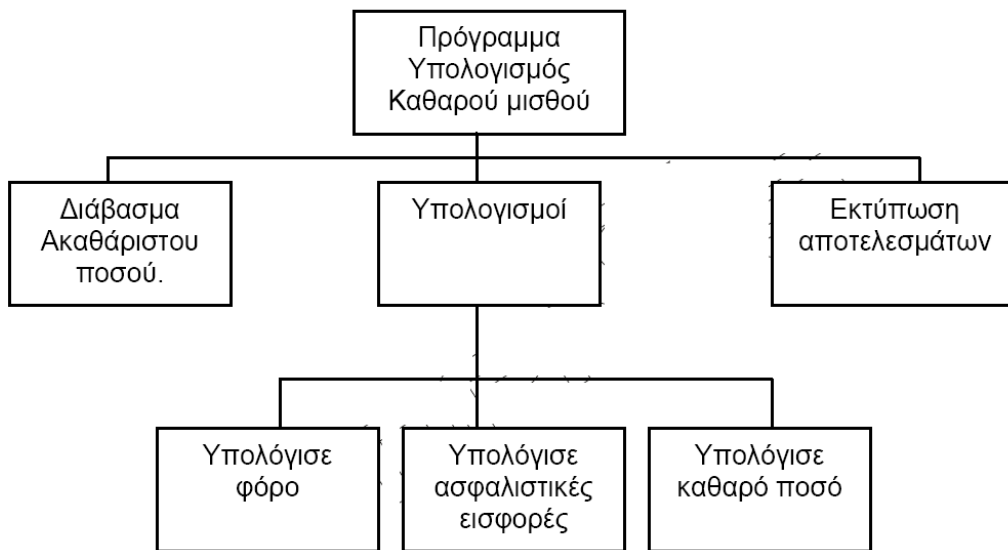 Πρόγραμμα
Υπολογισμός
Καθαρού μισθού
Διάβασμα
Ακαθάριστου
ποσού.
Υπολογισμοί
Εκτύπωση
αποτελεσμάτων
Υπολόγισε
φόρο
Υπολόγισε
ασφαλιστικές
εισφορές
Υπολόγισε
καθαρό ποσό